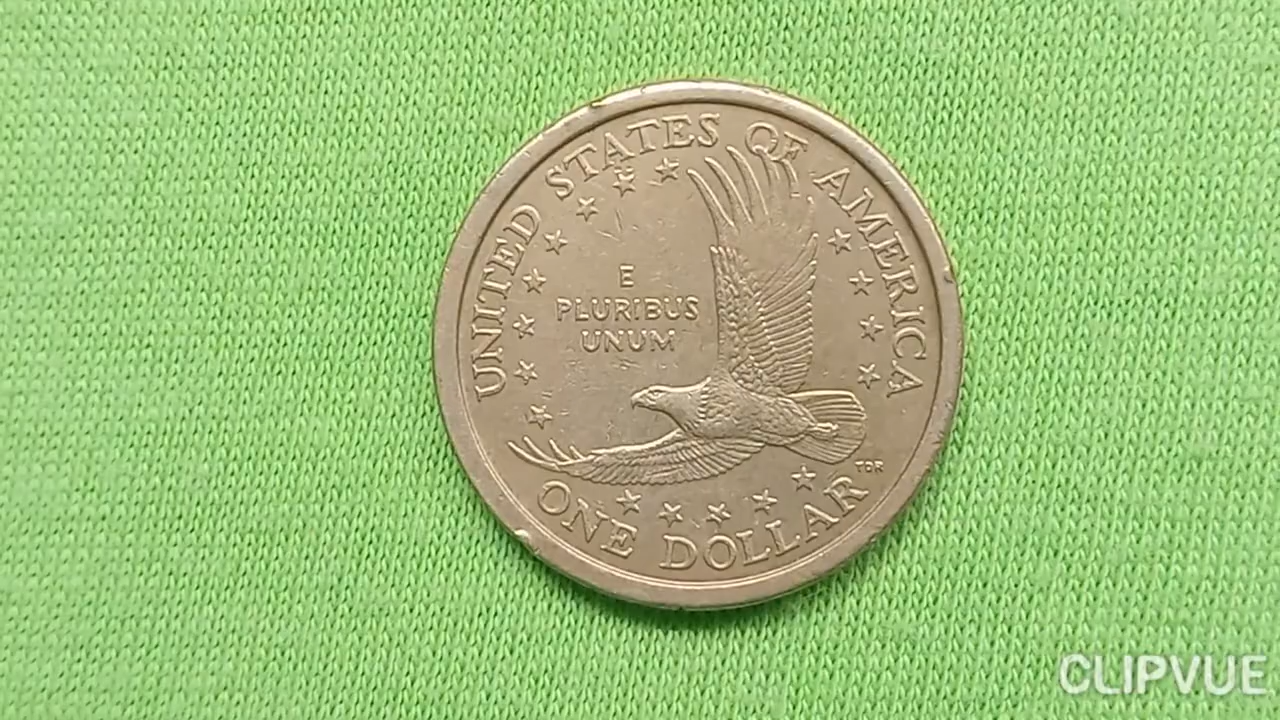 UNITED STATES OF AMERICA
E
PLURIBUS
UNUM
TDR
ONE DOLLAR
CLIPVUE